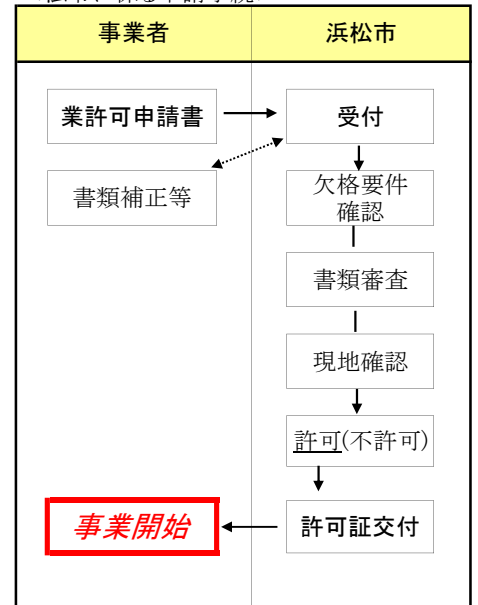 事業者
浜松市
業許可申請書
受付
書類補正等
欠格要件
確認
書類審査
現地確認
許可(不許可)
事業開始
許可証交付